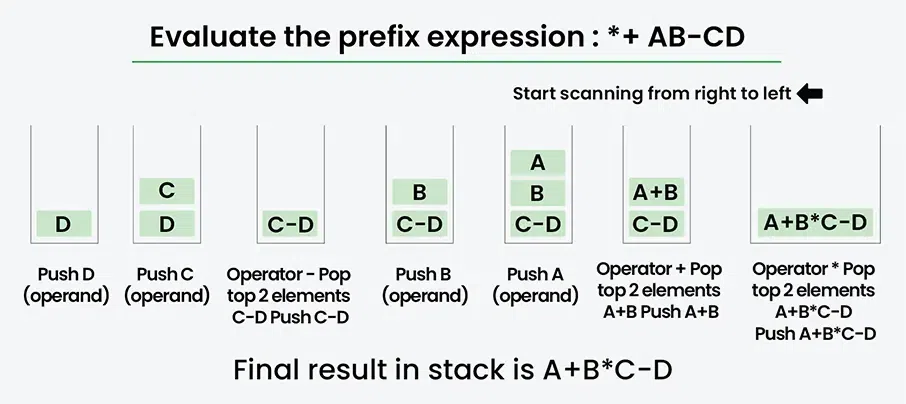 Evaluate the prefix expression : *+ AB-CD
Start scanning from right to left
D
C
D
C-D
B
C-D
A
B
C-D
A+B
C-D
A+B*C-D
Push D
(operand)
Push C
(operand)
Operator - Pop
top 2 elements
C-D Push C-D
Push B
(operand)
Push A
(operand)
Operator + Pop
top 2 elements
A+B Push A+B
Operator * Pop
top 2 elements
A+B*C-D
Push A+B*C-D
Final result in stack is A+B*C-D